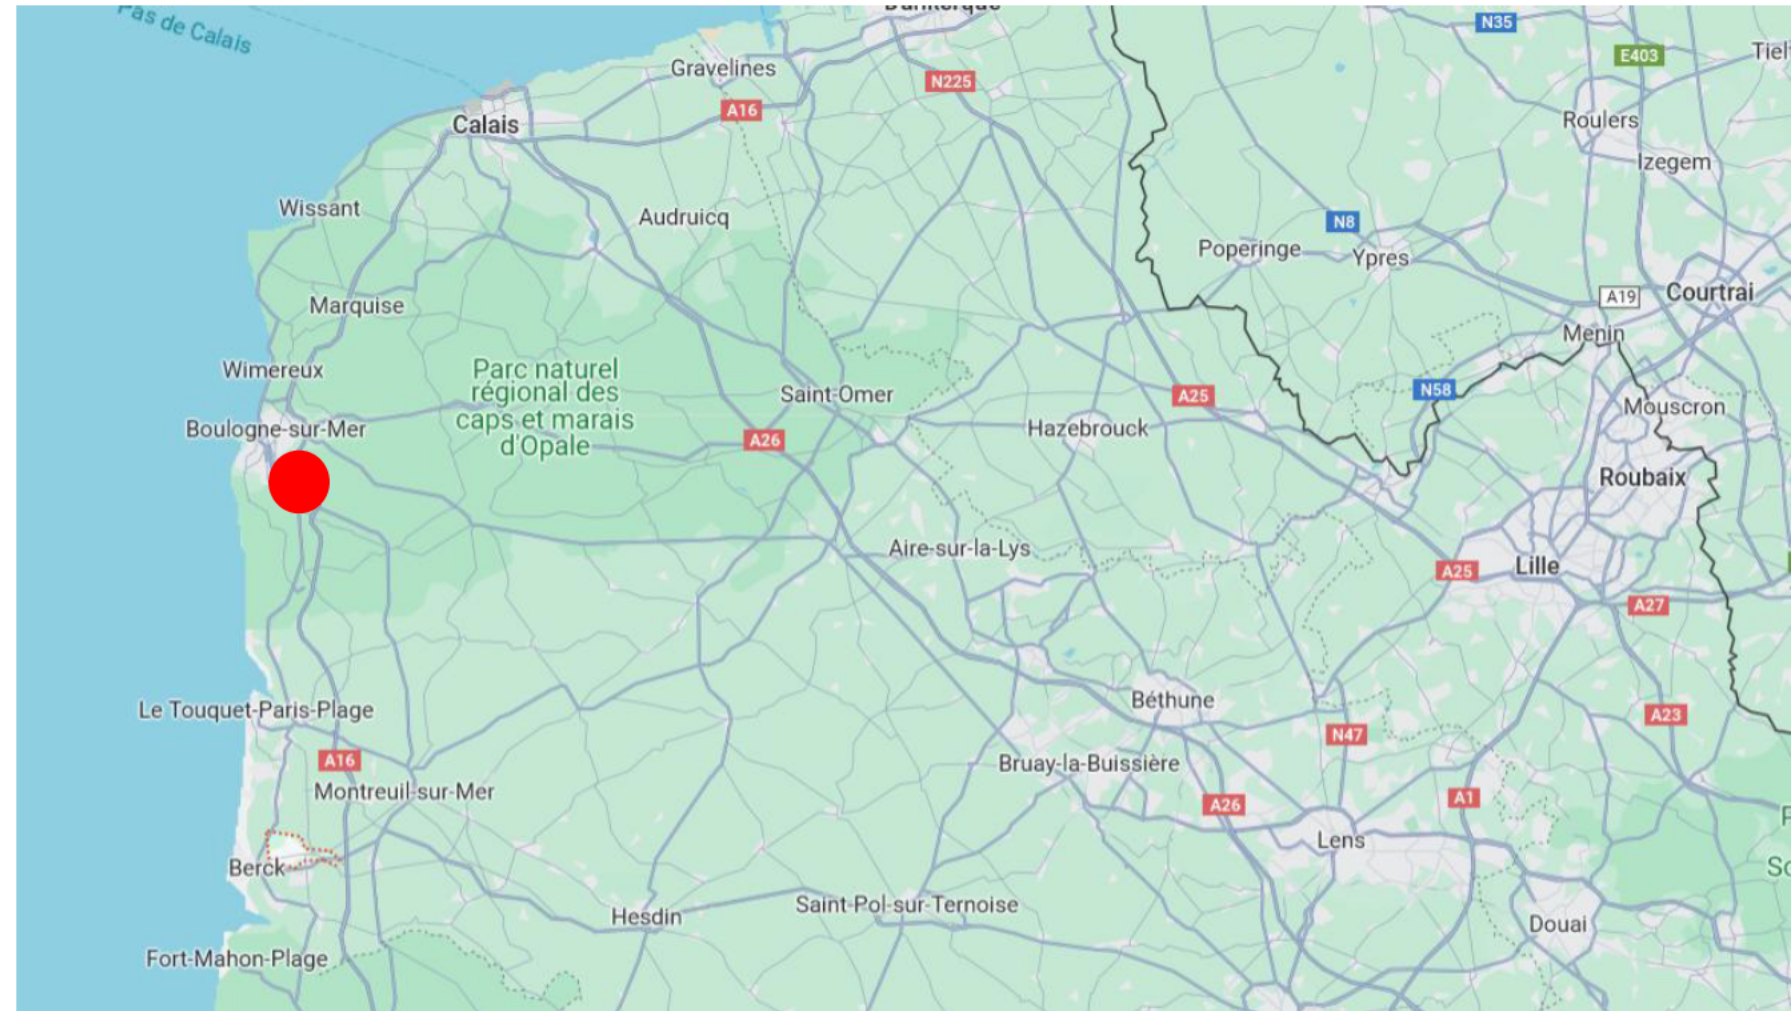 Dunkerque
N35
Pas de Calais
E403
Gravelines
N225
A16
Calais
Roulers
Izegem
Wissant
Audruicq
N8
Poperinge
Ypres
A19
Courtrai
Marquise
Menin
Wimereux
Parc naturel
régional des
caps et marais
d'Opale
Saint-Omer
A25
N58
Mouscron
Boulogne-sur-Mer
A26
Hazebrouck
Roubaix
Aire-sur-la-Lys
A25
Lille
A27
Le Touquet-Paris-Plage
Béthune
A23
N47
A16
Bruay-la-Buissière
Montreuil-sur-Mer
A26
A1
Lens
Berck
Hesdin
Saint-Pol-sur-Ternoise
Douai
Fort-Mahon-Plage